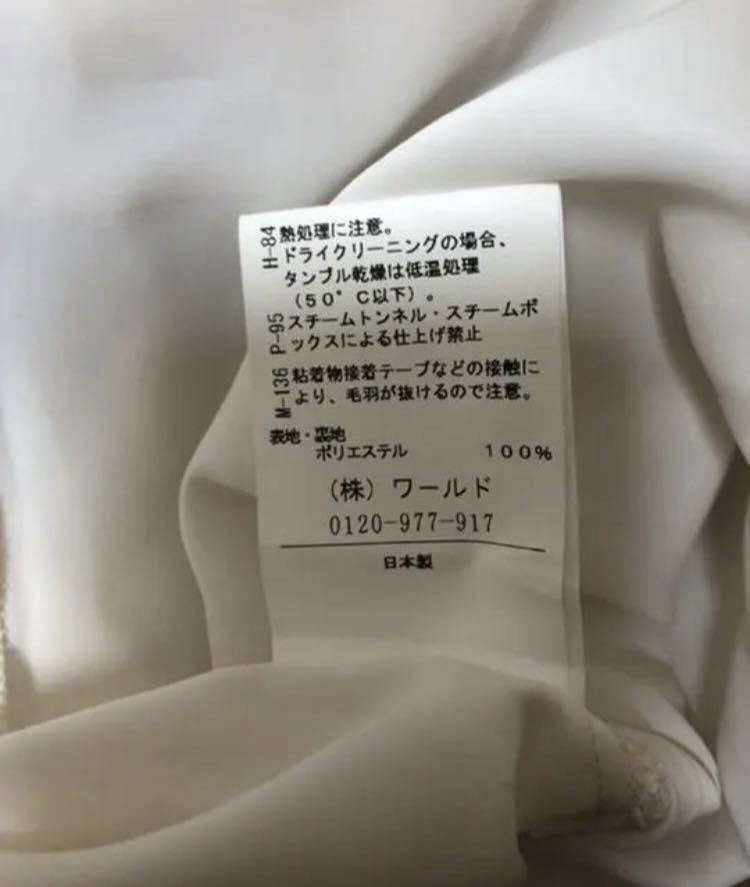 H-84 熱処理に注意。
ドライクリーニングの場合、
タンブル乾燥は低温処理
(50°C以下)。
P-95 スチームトンネル・スチームボ
ックスによる仕上げ禁止
M-136 粘着物接着テープなどの接触に
より、毛羽が抜けるので注意。
表地・裏地
ポリエステル 100%
(株)ワールド
0120-977-917
日本製